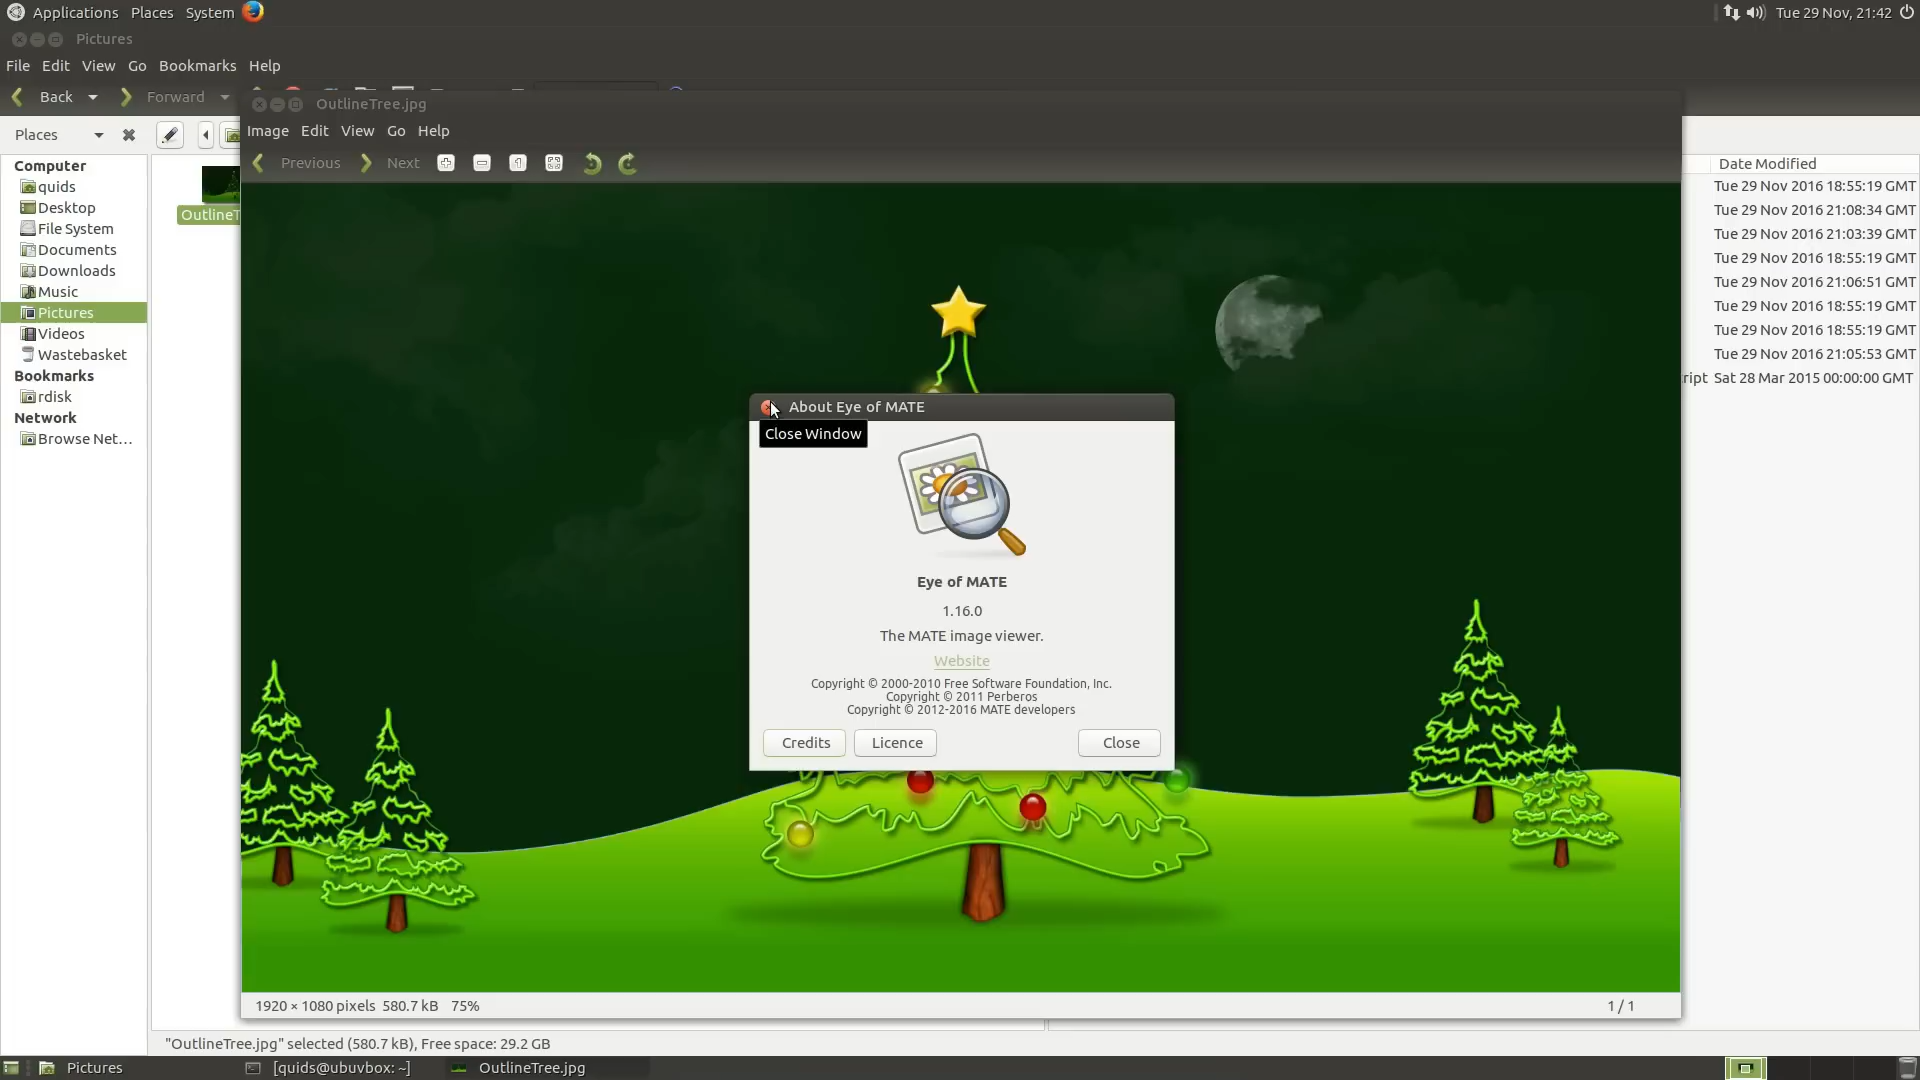 Applications Places System
Tue 29 Nov, 21:42
Pictures
File Edit View Go Bookmarks Help
Back Forward
OutlineTree.jpg
Image Edit View Go Help
Previous Next
Places
Computer
quids
Desktop
File System
Documents
Downloads
Music
Pictures
Videos
Wastebasket
Bookmarks
rdisk
Network
Browse Net…
OutlineT
Date Modified
Tue 29 Nov 2016 18:55:19 GMT
Tue 29 Nov 2016 21:08:34 GMT
Tue 29 Nov 2016 21:03:39 GMT
Tue 29 Nov 2016 18:55:19 GMT
Tue 29 Nov 2016 21:06:51 GMT
Tue 29 Nov 2016 18:55:19 GMT
Tue 29 Nov 2016 18:55:19 GMT
Tue 29 Nov 2016 21:05:53 GMT
ript Sat 28 Mar 2015 00:00:00 GMT
About Eye of MATE
Close Window
Eye of MATE
1.16.0
The MATE image viewer.
Website
Copyright © 2000-2010 Free Software Foundation, Inc.
Copyright © 2011 Perberos
Copyright © 2012-2016 MATE developers
Credits Licence Close
1920 × 1080 pixels 580.7 kB 75%
1 / 1
"OutlineTree.jpg" selected (580.7 kB), Free space: 29.2 GB
Pictures
[quids@ubuvbox: ~]
OutlineTree.jpg